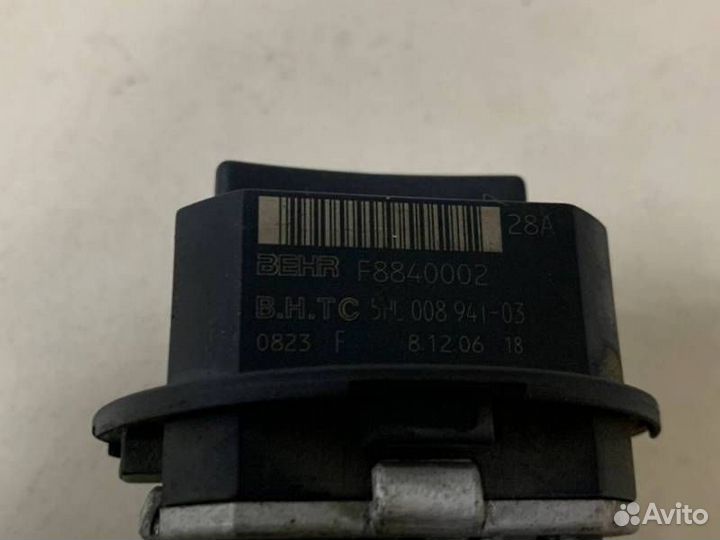 28A
BEHR F8840002
B.H.TC 5HL 008 941-03
0823 F 8.12.06 18
Avito